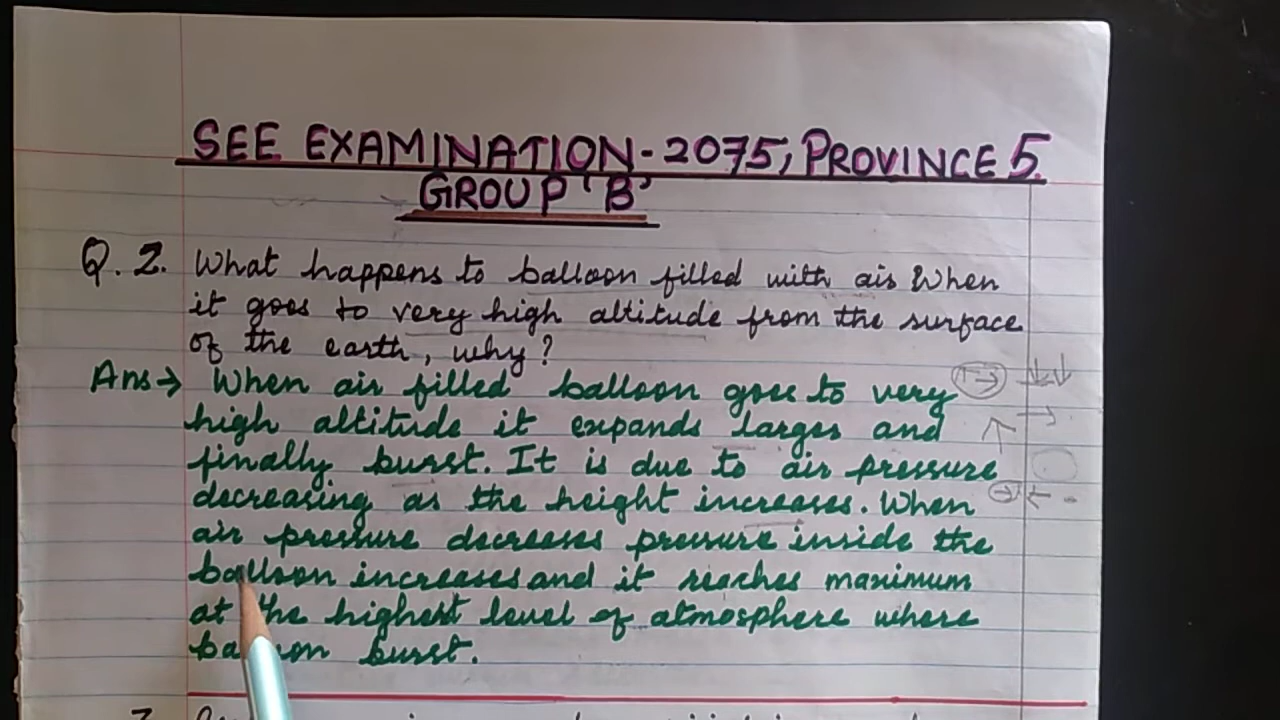 SEE EXAMINATION-2075, PROVINCE 5.
GROUP 'B'
Q. 2. What happens to balloon filled with air When
it goes to very high altitude from the surface
of the earth, why?
Ans→ When air filled balloon goes to very
high altitude it expands larger and
finally burst. It is due to air pressure
decreasing as the height increases. When
air pressure decreases pressure inside the
balloon increases and it reaches maximum
at the highest level of atmosphere where
burst.